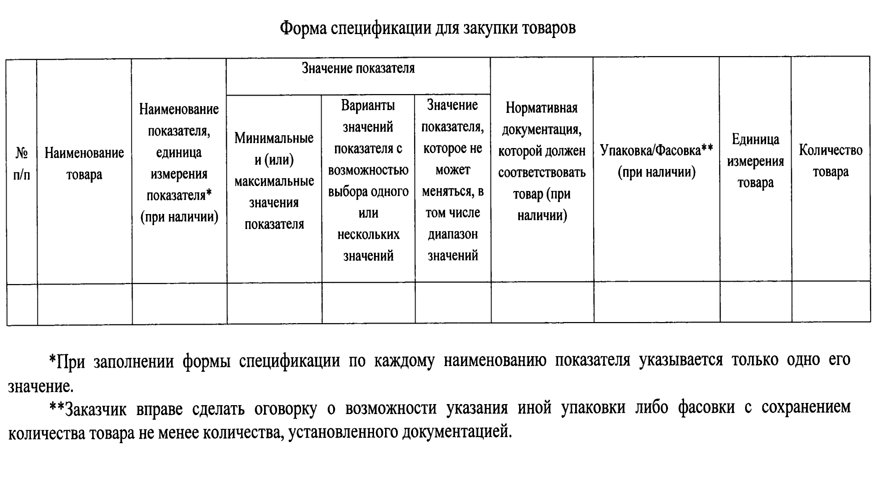 Форма спецификации для закупки товаров
№
п/п
Наименование
товара
Наименование
показателя,
единица
измерения
показателя*
(при наличии)
Значение показателя
Минимальные
и (или)
максимальные
значения
показателя
Варианты
значений
показателя с
возможностью
выбора одного
или
нескольких
значений
Значение
показателя,
которое не
может
меняться, в
том числе
диапазон
значений
Нормативная
документация,
которой должен
соответствовать
товар (при
наличии)
Упаковка/Фасовка**
(при наличии)
Единица
измерения
товара
Количество
товара
*При заполнении формы спецификации по каждому наименованию показателя указывается только одно его
значение.
**Заказчик вправе сделать оговорку о возможности указания иной упаковки либо фасовки с сохранением
количества товара не менее количества, установленного документацией.